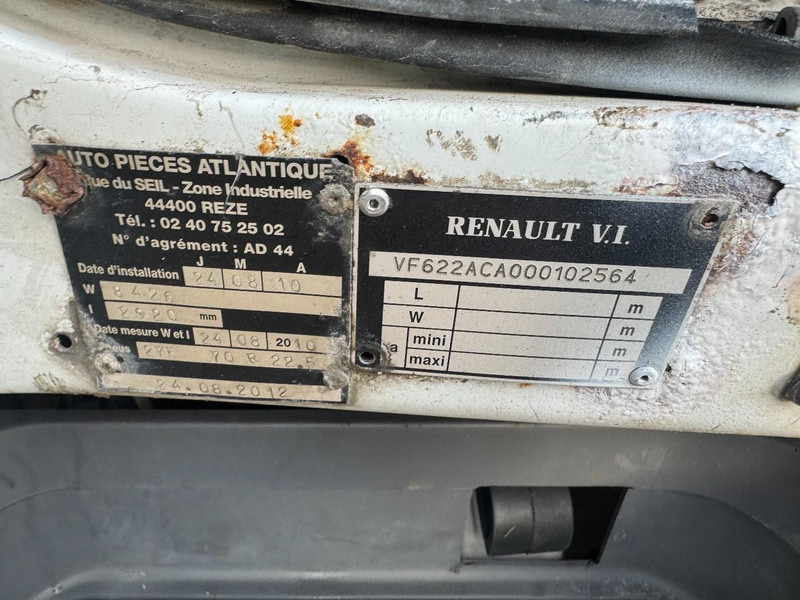 AUTO PIECES ATLANTIQUE
Rue du SEIL - Zone Industrielle
44400 REZE
Tél. : 02 40 75 25 02
N° d'agrément : AD 44
J M A
Date d'installation 24 08 10
W 8426
I 2920 mm
Date mesure W et I 24 08 2010
70 R 22.5
24.08.2012
RENAULT V.I.
VF622ACA000102564
L m
W m
a mini m
maxi m